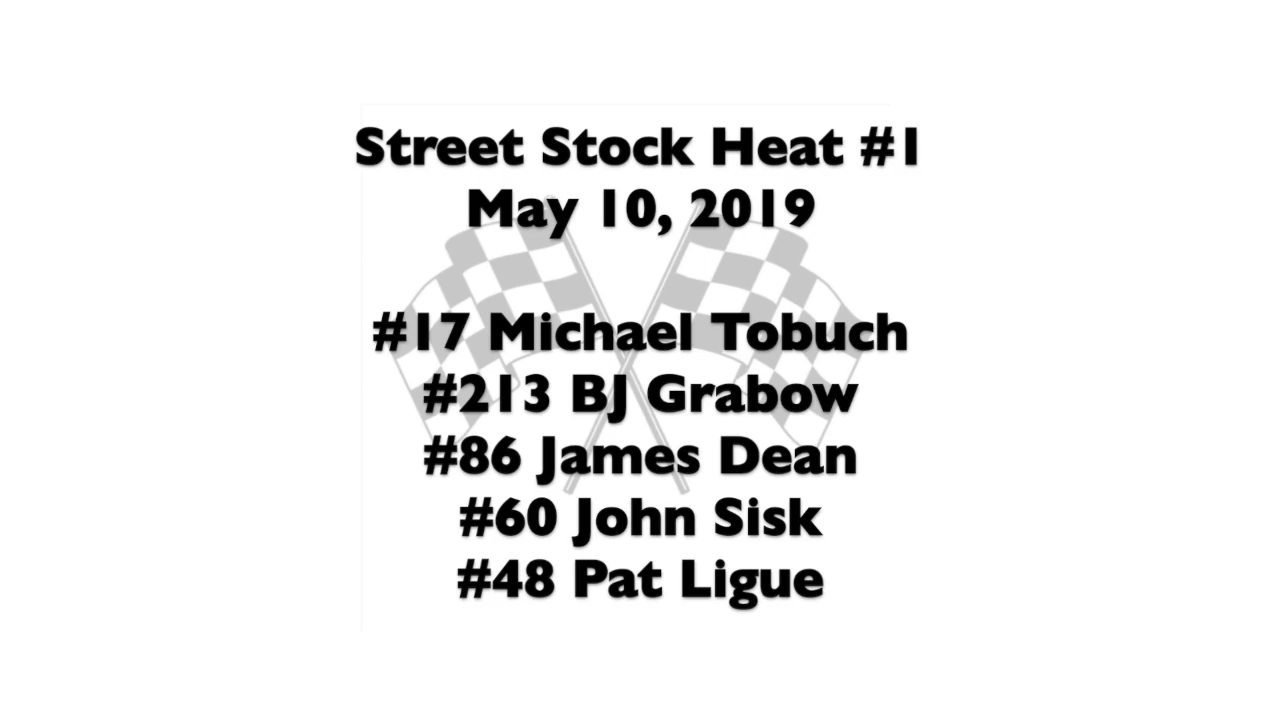 Street Stock Heat #1
May 10, 2019
#17 Michael Tobuch
#213 BJ Grabow
#86 James Dean
#60 John Sisk
#48 Pat Ligue